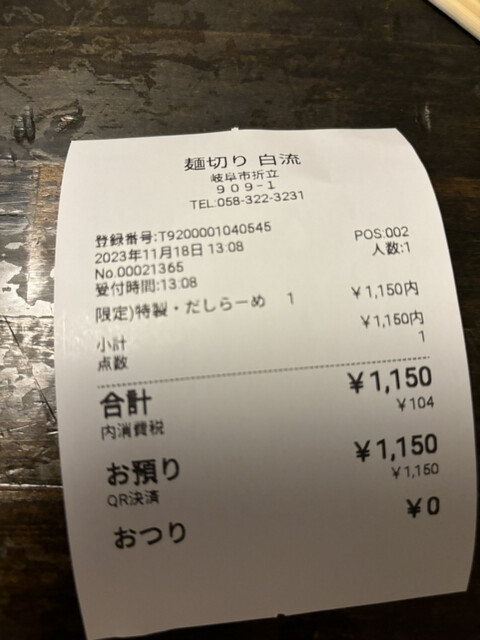 麺切り 白流
岐阜市折立
909-1
TEL:058-322-3231
登録番号:T9200001040545
2023年11月18日 13:08 POS:002
No.00021365 人数:1
受付時間:13:08
限定)特製・だしらーめ 1 ¥1,150内
小計 ¥1,150内
点数 1
合計 ¥1,150
内消費税 ¥104
お預り ¥1,150
QR決済 ¥1,150
おつり ¥0